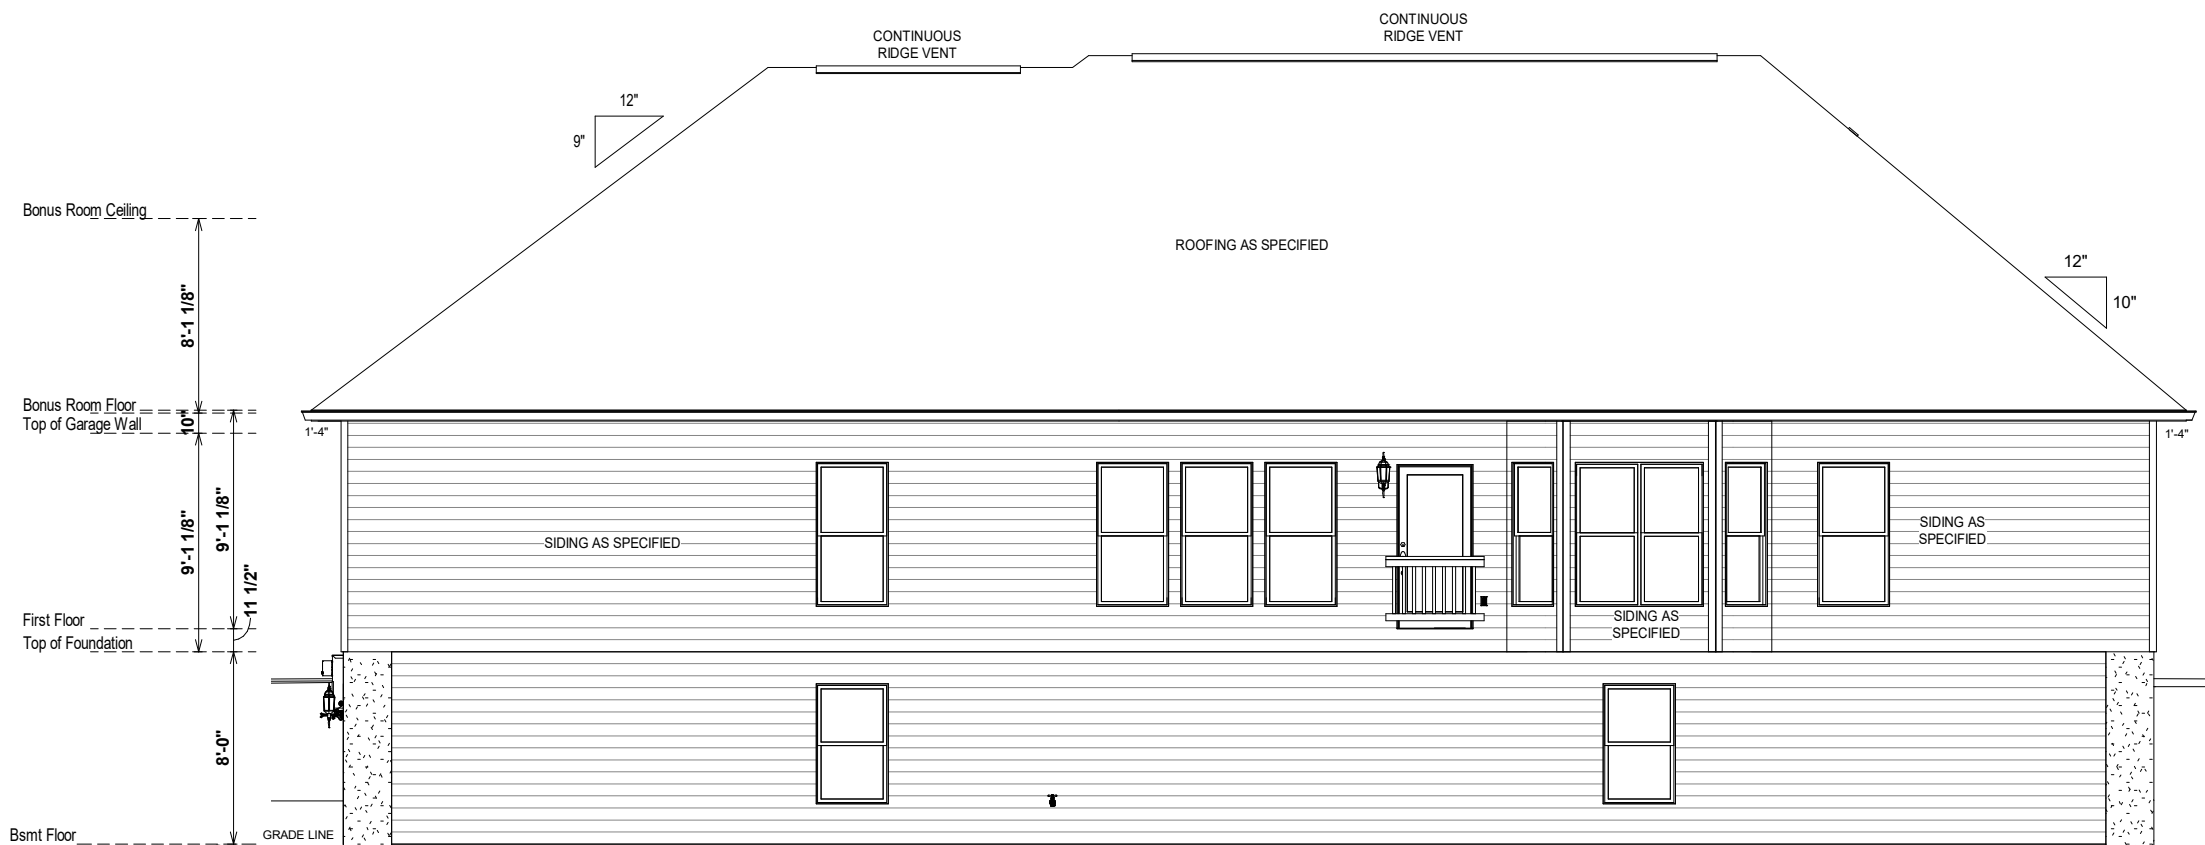 CONTINUOUS
RIDGE VENT
CONTINUOUS
RIDGE VENT
12"
9"
Bonus Room Ceiling
ROOFING AS SPECIFIED
12"
10"
8'-1 1/8"
Bonus Room Floor
Top of Garage Wall
10"
1'-4"
1'-4"
9'-1 1/8"
9'-1 1/8"
SIDING AS SPECIFIED
SIDING AS
SPECIFIED
11 1/2"
First Floor
Top of Foundation
SIDING AS
SPECIFIED
8'-0"
Bsmt Floor
GRADE LINE